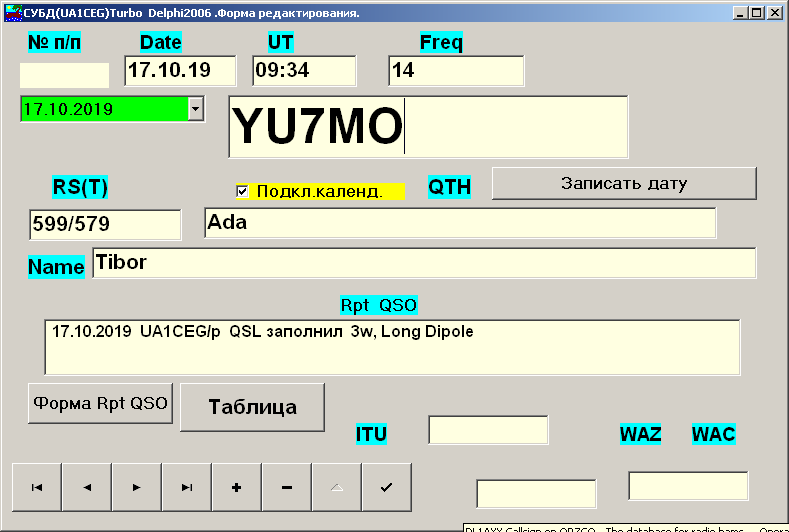 СУБД(UA1CEG)Turbo Delphi2006 .Форма редактирования.
№ п/п Date UT Freq
17.10.19 09:34 14
17.10.2019
YU7MO
RS(T) Подкл.календ. QTH Записать дату
599/579 Ada
Name Tibor
Rpt QSO
17.10.2019 UA1CEG/p QSL заполнил 3w, Long Dipole
Форма Rpt QSO Таблица
ITU WAZ WAC
Callsign on The database for radio hams Opera